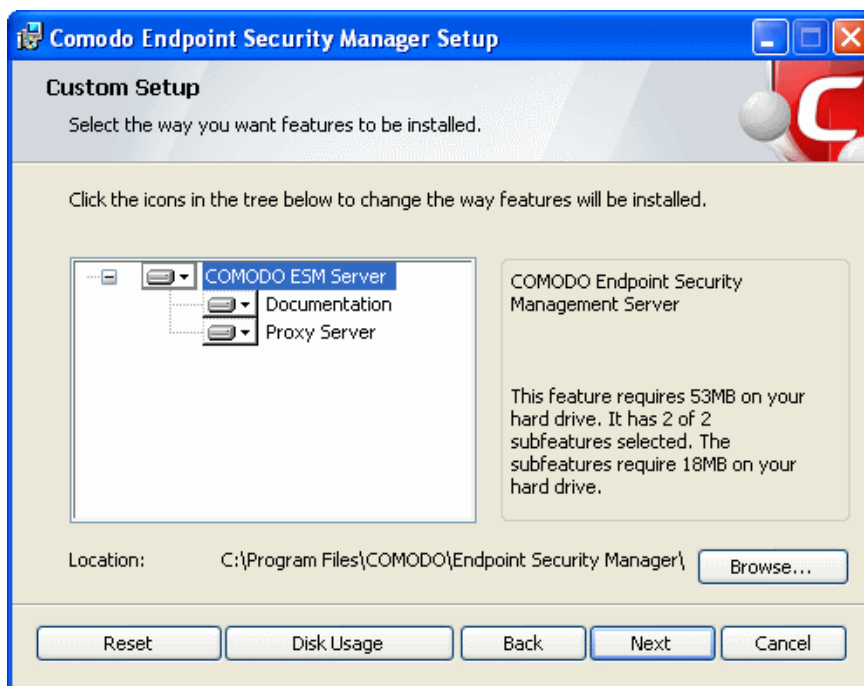 Comodo Endpoint Security Manager Setup
Custom Setup
Select the way you want features to be installed.
Click the icons in the tree below to change the way features will be installed.
COMODO ESM Server
Documentation
Proxy Server
COMODO Endpoint Security
Management Server
This feature requires 53MB on your
hard drive. It has 2 of 2
subfeatures selected. The
subfeatures require 18MB on your
hard drive.
Location: C:\Program Files\COMODO\Endpoint Security Manager\ Browse...
Reset Disk Usage Back Next Cancel